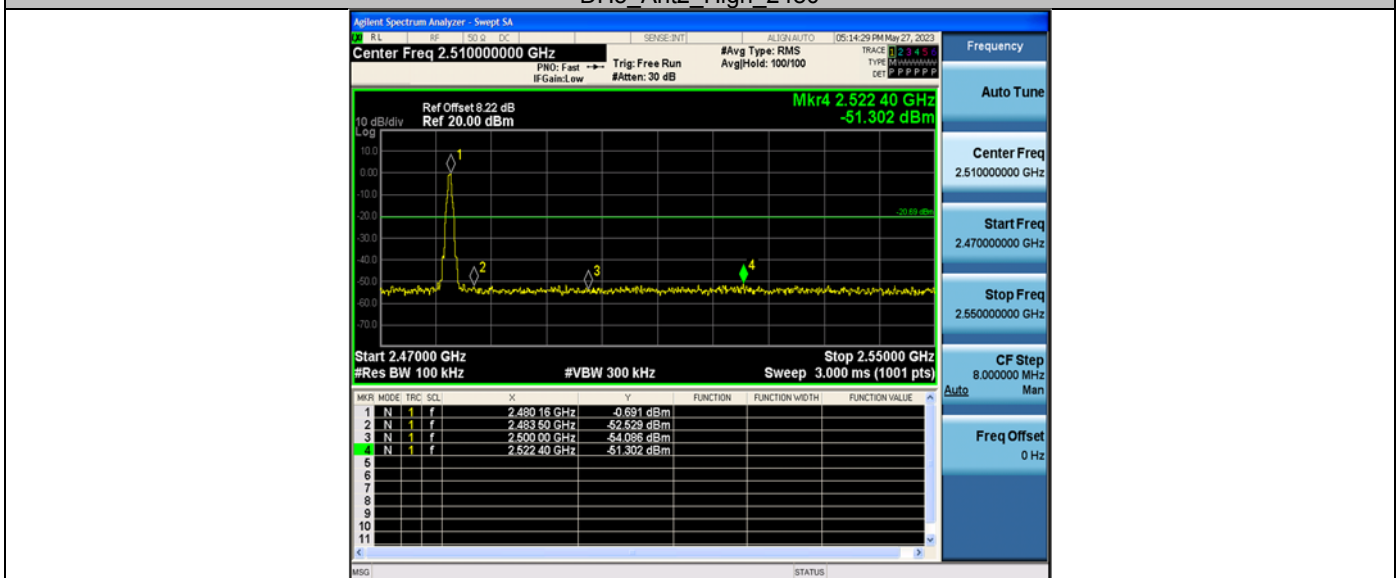 Agilent Spectrum Analyzer - Swept SA
RL RF 50 Ω DC SENSE:INT ALIGNAUTO 05:14:29 PM May 27, 2023
Center Freq 2.510000000 GHz #Avg Type: RMS TRACE 1 2 3 4 5 6
PNO: Fast Trig: Free Run Avg|Hold: 100/100 TYPE M
IFGain:Low #Atten: 30 dB DET P P P P P P
Frequency
Auto Tune
Center Freq
2.510000000 GHz
Start Freq
2.470000000 GHz
Stop Freq
2.550000000 GHz
CF Step
8.000000 MHz
Auto Man
Freq Offset
0 Hz
Mkr4 2.522 40 GHz
-51.302 dBm
Ref Offset 8.22 dB
10 dB/div Ref 20.00 dBm
Log
10.0
0.00
-10.0
-20.0
-30.0
-40.0
-50.0
-60.0
-70.0
-20.69 dBm
1
2
3
4
Start 2.47000 GHz Stop 2.55000 GHz
#Res BW 100 kHz #VBW 300 kHz Sweep 3.000 ms (1001 pts)
MKR MODE TRC SCL X Y FUNCTION FUNCTION WIDTH FUNCTION VALUE
1 N 1 f 2.480 16 GHz -0.691 dBm
2 N 1 f 2.483 50 GHz -52.529 dBm
3 N 1 f 2.500 00 GHz -54.086 dBm
4 N 1 f 2.522 40 GHz -51.302 dBm
5
6
7
8
9
10
11
MSG STATUS